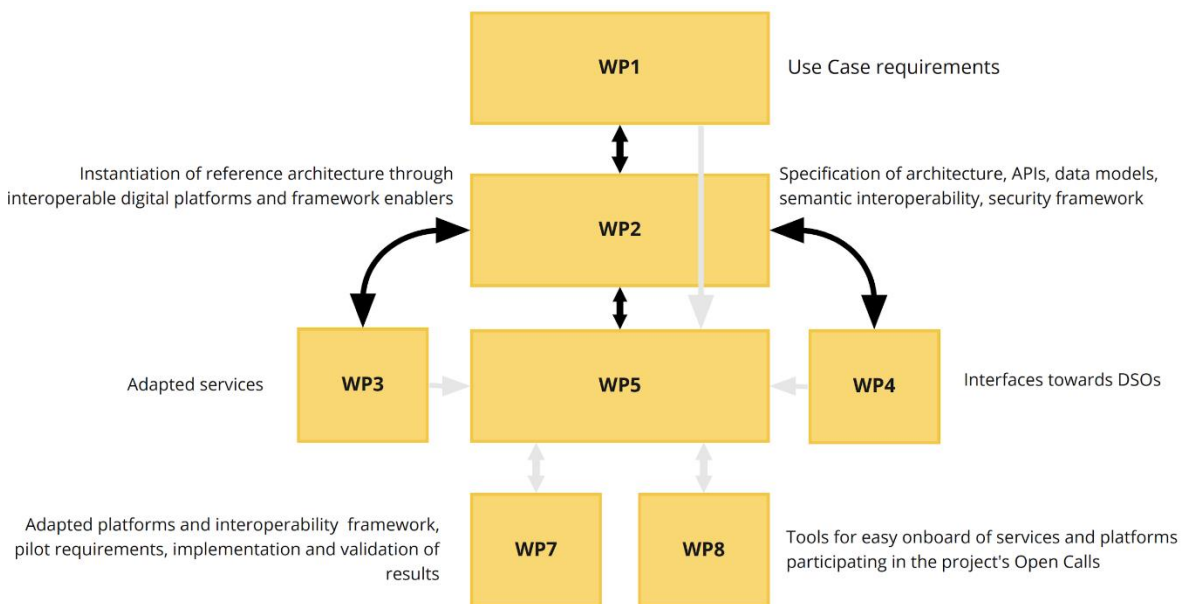 WP1
Use Case requirements
Instantiation of reference architecture through
interoperable digital platforms and framework enablers
Specification of architecture, APIs, data models,
semantic interoperability, security framework
WP2
Adapted services
WP3
WP5
WP4
Interfaces towards DSOs
Adapted platforms and interoperability framework,
pilot requirements, implementation and validation of
results
WP7
WP8
Tools for easy onboard of services and platforms
participating in the project's Open Calls